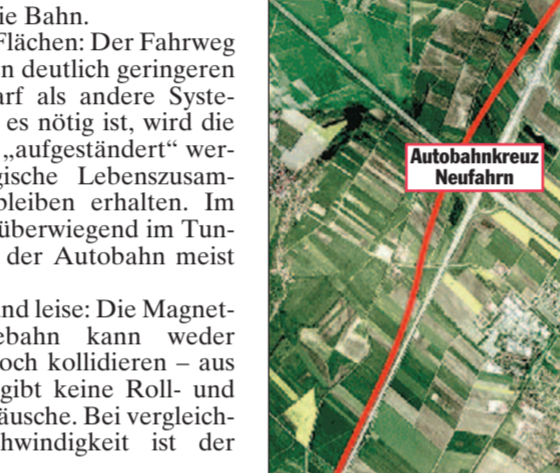 ie Bahn.
Flächen: Der Fahrweg
n deutlich geringeren
arf als andere Syste-
es nötig ist, wird die
„aufgeständert“ wer-
gische Lebenszusam-
bleiben erhalten. Im
überwiegend im Tun-
der Autobahn meist
und leise: Die Magnet-
ebahn kann weder
och kollidieren – aus
gibt keine Roll- und
äusche. Bei vergleich-
hwindigkeit ist der
Autobahnkreuz
Neufahrn